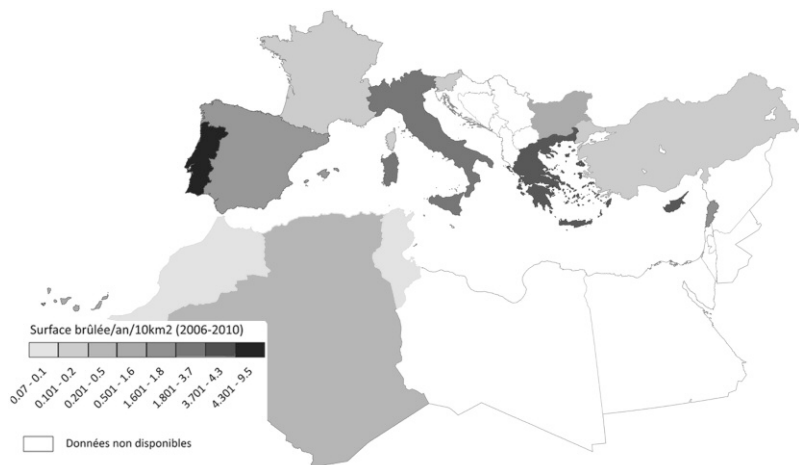 Surface brûlée/an/10km2 (2006-2010)
0.07 - 0.1
0.101 - 0.2
0.201 - 0.5
0.501 - 1.6
1.601 - 1.8
1.801 - 3.7
3.701 - 4.3
4.301 - 9.5
Données non disponibles